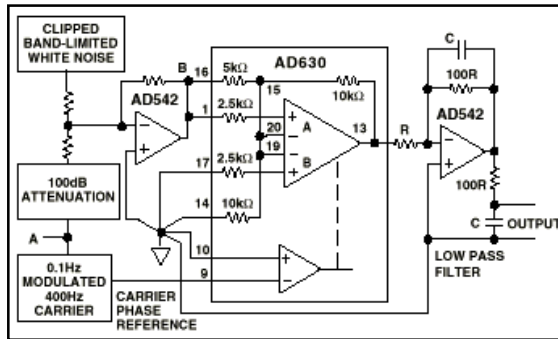 CLIPPED
BAND-LIMITED
WHITE NOISE
B
16
5kΩ
AD630
AD542
15
10kΩ
1
2.5kΩ
A
20
19
13
R
C
100R
AD542
17
2.5kΩ
B
100dB
ATTENUATION
14
10kΩ
100R
C
OUTPUT
A
10
9
LOW PASS
FILTER
0.1Hz
MODULATED
400Hz
CARRIER
CARRIER
PHASE
REFERENCE